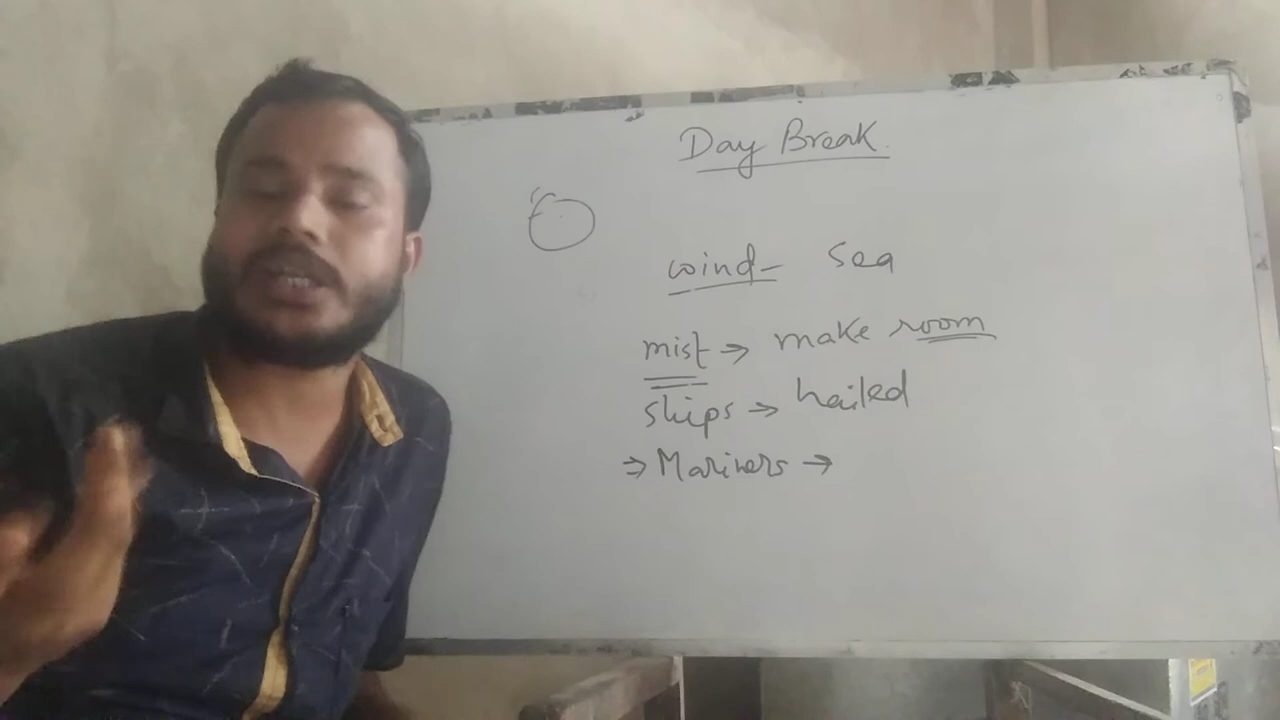 Day Break.
wind - Sea
mist → make room
ships → hailed
⇒ Mariners →